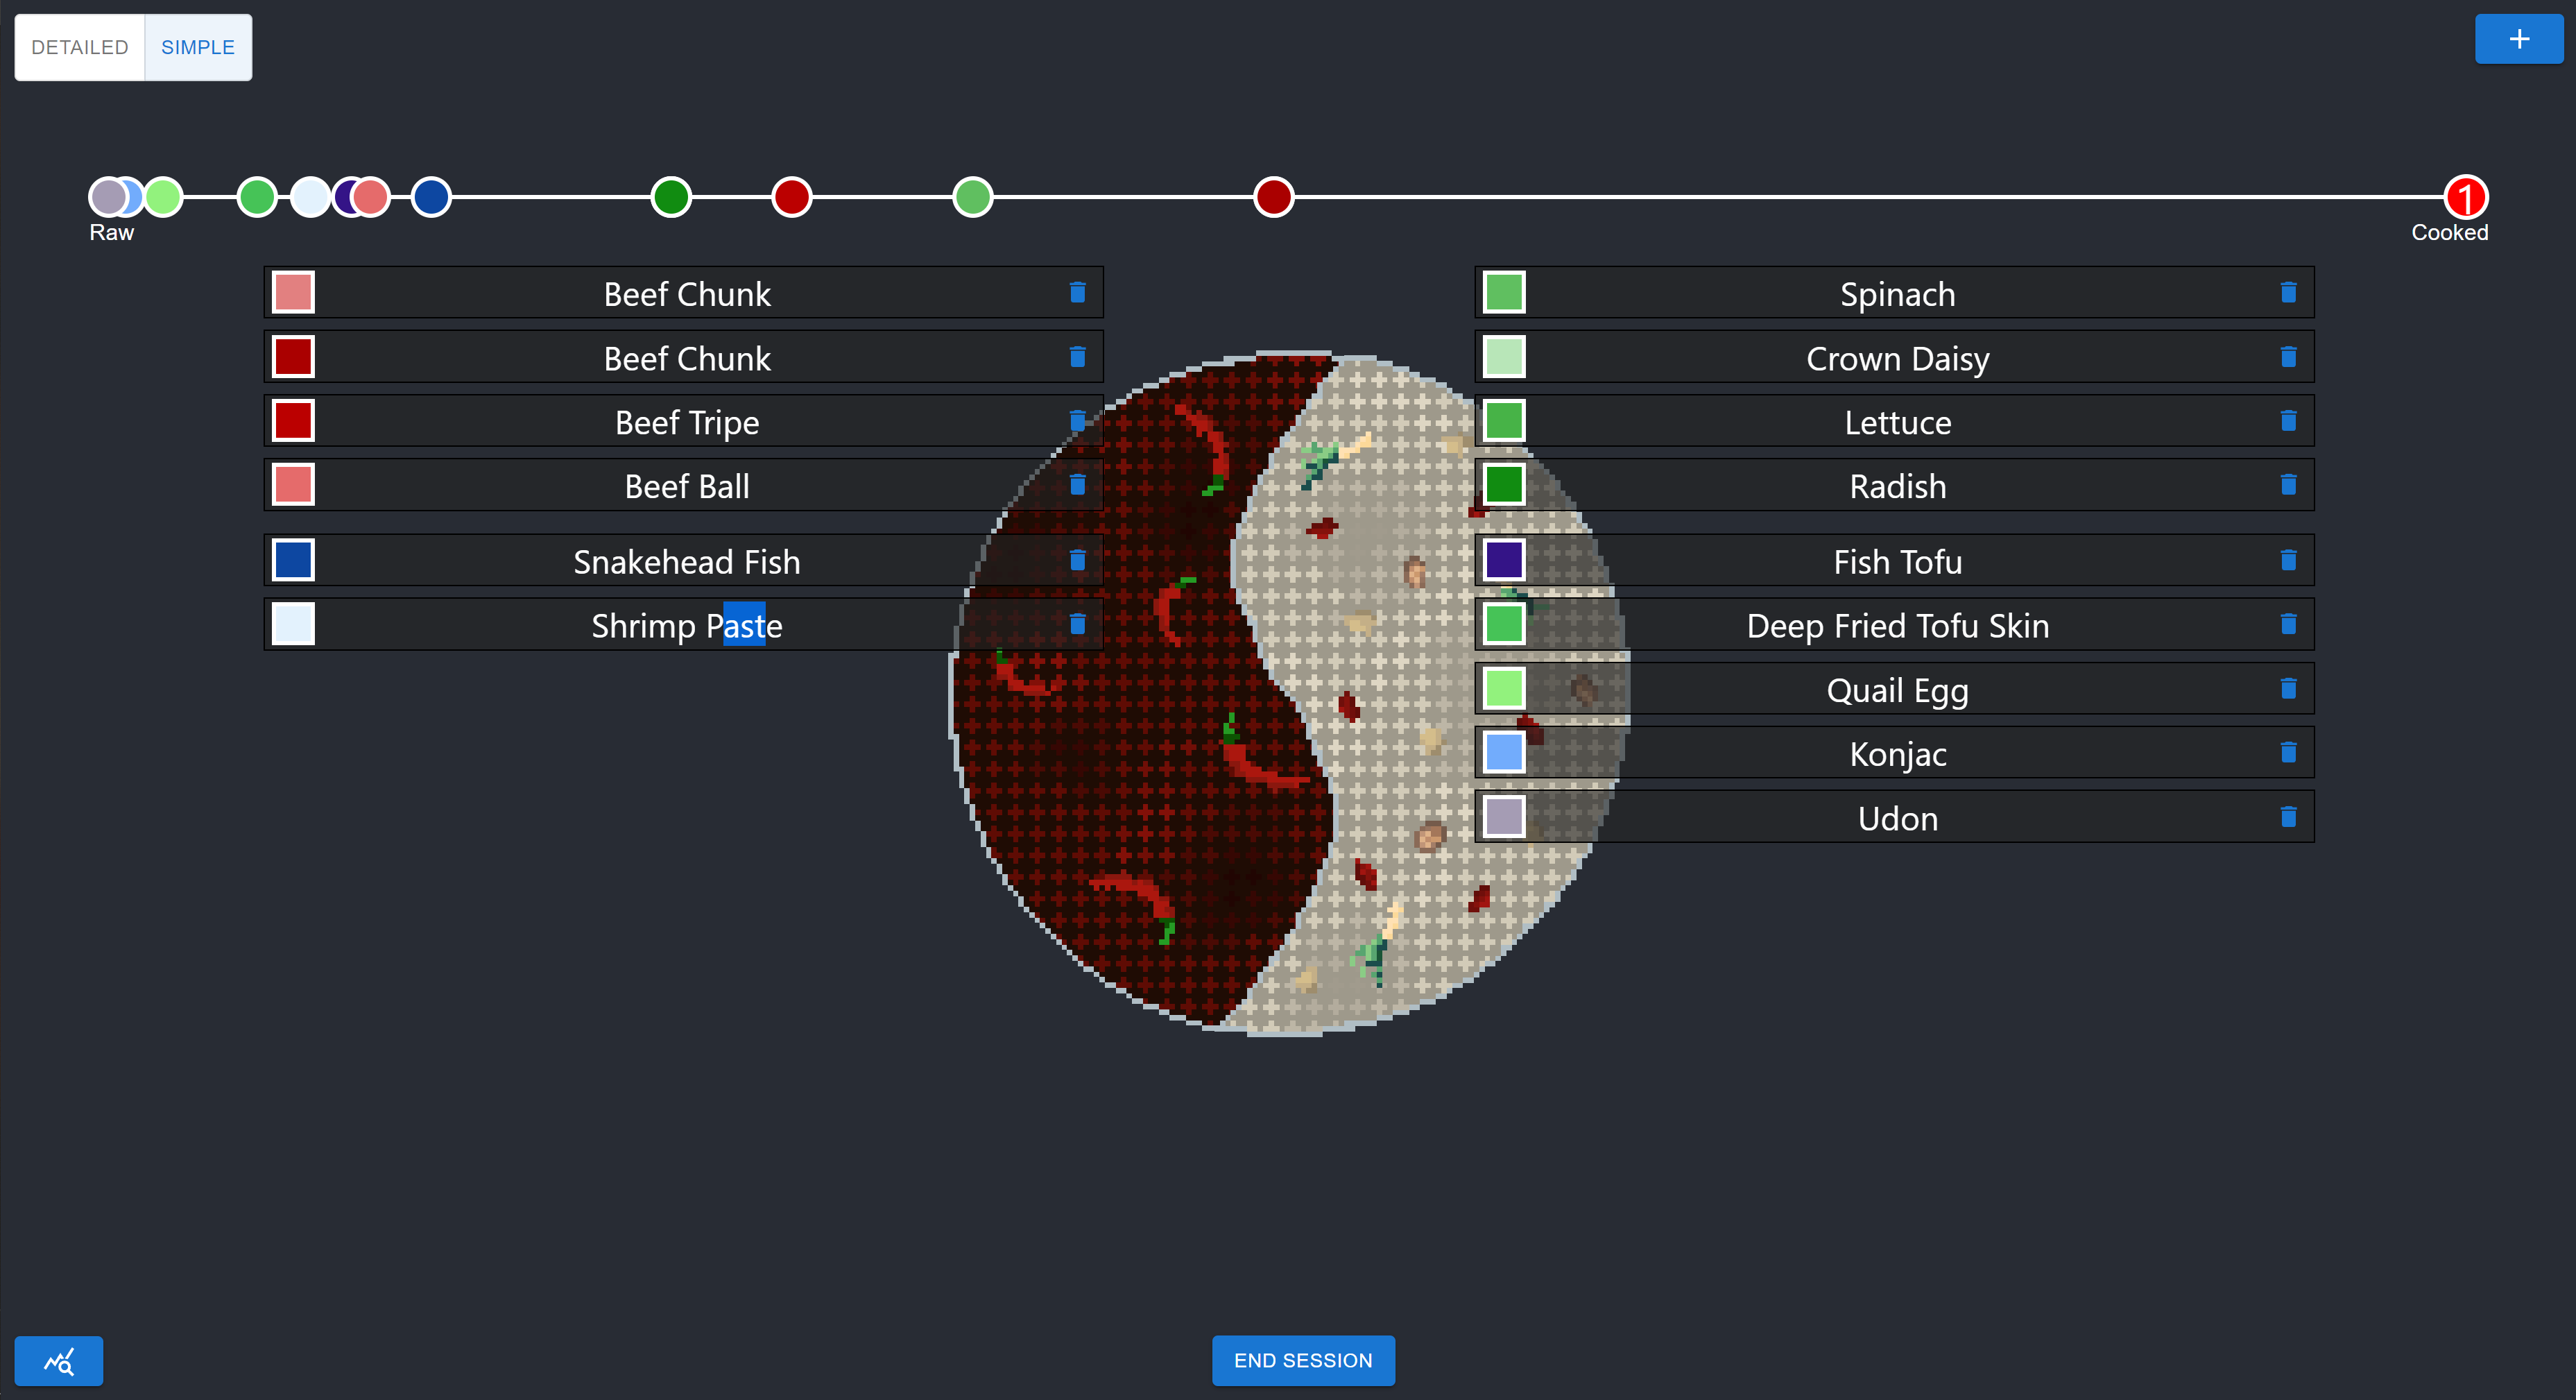 DETAILED SIMPLE
+
1
Raw
Cooked
Beef Chunk
Beef Chunk
Beef Tripe
Beef Ball
Snakehead Fish
Shrimp Paste
Spinach
Crown Daisy
Lettuce
Radish
Fish Tofu
Deep Fried Tofu Skin
Quail Egg
Konjac
Udon
END SESSION